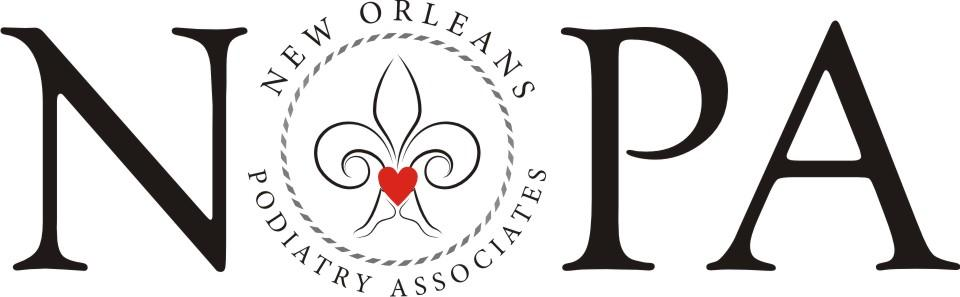 N PA
NEW ORLEANS
PODIATRY ASSOCIATES